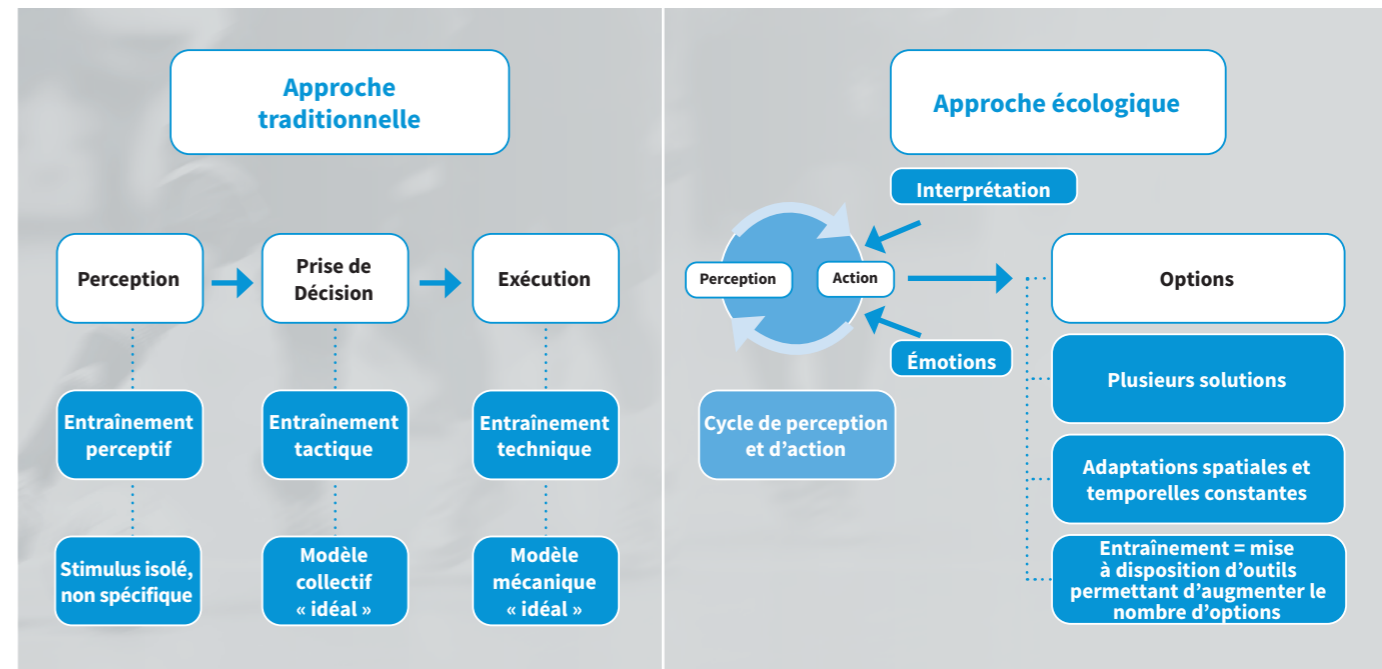 Approche
traditionnelle
Perception
Prise de
Décision
Exécution
Entraînement
perceptif
Entraînement
tactique
Entraînement
technique
Stimulus isolé,
non spécifique
Modèle
collectif
« idéal »
Modèle
mécanique
« idéal »
Approche écologique
Interprétation
Perception
Action
Émotions
Cycle de perception
et d’action
Options
Plusieurs solutions
Adaptations spatiales et
temporelles constantes
Entraînement = mise
à disposition d’outils
permettant d’augmenter le
nombre d’options